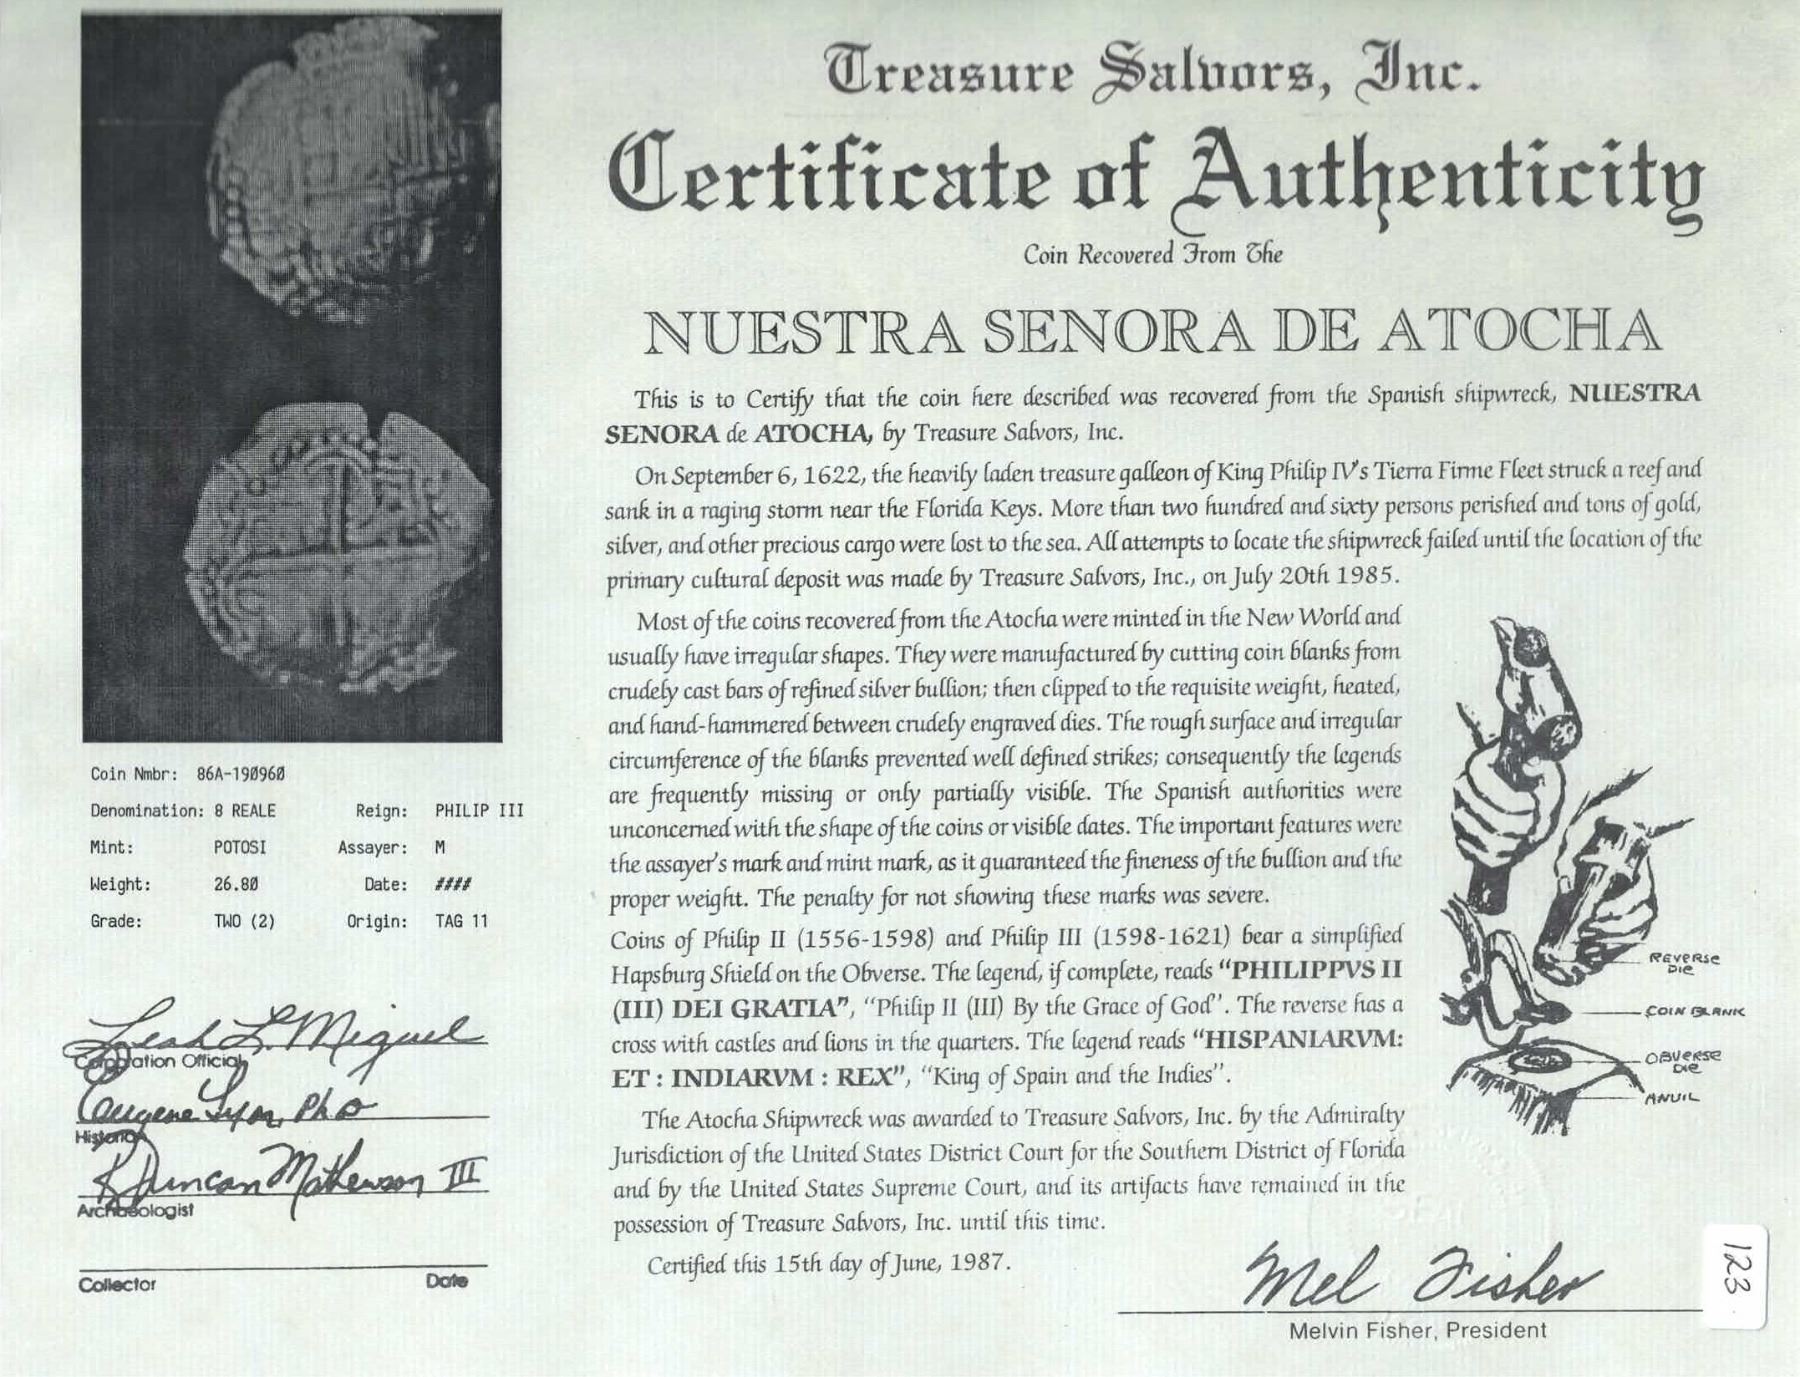 Treasure Salvors, Inc.
Certificate of Authenticity
Coin Recovered From The
NUESTRA SENORA DE ATOCHA
This is to Certify that the coin here described was recovered from the Spanish shipwreck, NUESTRA
SENORA de ATOCHA, by Treasure Salvors, Inc.
On September 6, 1622, the heavily laden treasure galleon of King Philip IV's Tierra Firme Fleet struck a reef and
sank in a raging storm near the Florida Keys. More than two hundred and sixty persons perished and tons of gold,
silver, and other precious cargo were lost to the sea. All attempts to locate the shipwreck failed until the location of the
primary cultural deposit was made by Treasure Salvors, Inc., on July 20th 1985.
Most of the coins recovered from the Atocha were minted in the New World and
usually have irregular shapes. They were manufactured by cutting coin blanks from
crudely cast bars of refined silver bullion; then clipped to the requisite weight, heated,
and hand-hammered between crudely engraved dies. The rough surface and irregular
circumference of the blanks prevented well defined strikes; consequently the legends
are frequently missing or only partially visible. The Spanish authorities were
unconcerned with the shape of the coins or visible dates. The important features were
the assayer's mark and mint mark, as it guaranteed the fineness of the bullion and the
proper weight. The penalty for not showing these marks was severe.
Coins of Philip II (1556-1598) and Philip III (1598-1621) bear a simplified
Hapsburg Shield on the Obverse. The legend, if complete, reads "PHILIPPVS II
(III) DEI GRATIA", "Philip II (III) By the Grace of God". The reverse has a
cross with castles and lions in the quarters. The legend reads "HISPANIARVM:
ET : INDIARVM : REX", "King of Spain and the Indies".
The Atocha Shipwreck was awarded to Treasure Salvors, Inc. by the Admiralty
Jurisdiction of the United States District Court for the Southern District of Florida
and by the United States Supreme Court, and its artifacts have remained in the
possession of Treasure Salvors, Inc. until this time.
Certified this 15th day of June, 1987.
Mel Fisher
Melvin Fisher, President
REVERSE
DIE
COIN BLANK
OBVERSE
DIE
ANVIL
Coin Nmbr: 86A-190960
Denomination: 8 REALE Reign: PHILIP III
Mint: POTOSI Assayer: M
Weight: 26.80 Date: ####
Grade: TWO (2) Origin: TAG 11
Leah L. Miguel
Corporation Official
Eugene Lyon, PhD
Historian
R Duncan Mathewson III
Archaeologist
Collector Date
123